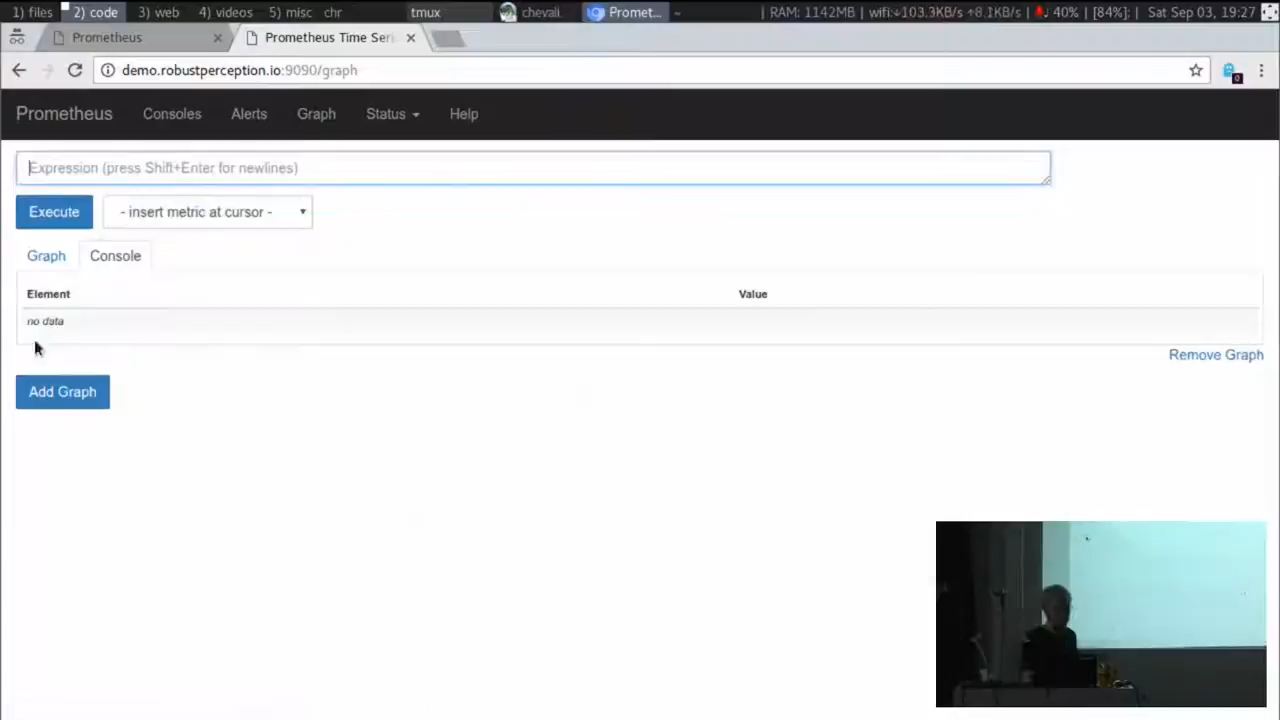 1) files 2) code 3) web 4) videos 5) misc chr tmux chevali Promet... ~ | RAM: 1142MB | wifi:↓103.3KB/s ↑8.1KB/s | 40% | [84%]: | Sat Sep 03, 19:27
Prometheus × Prometheus Time Seri ×
demo.robustperception.io:9090/graph 0
Prometheus Consoles Alerts Graph Status Help
Expression (press Shift+Enter for newlines)
Execute - insert metric at cursor -
Graph Console
Element Value
no data
Remove Graph
Add Graph